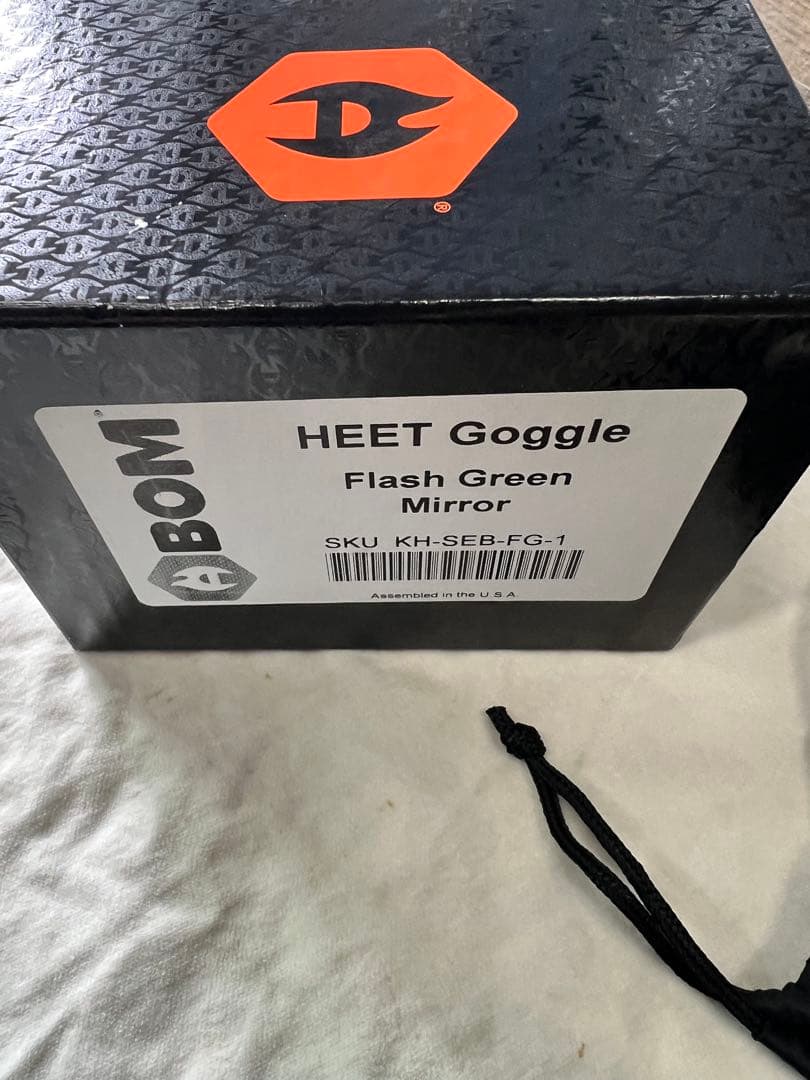 ®
BOM
HEET Goggle
Flash Green
Mirror
SKU KH-SEB-FG-1
Assembled in the U.S.A.